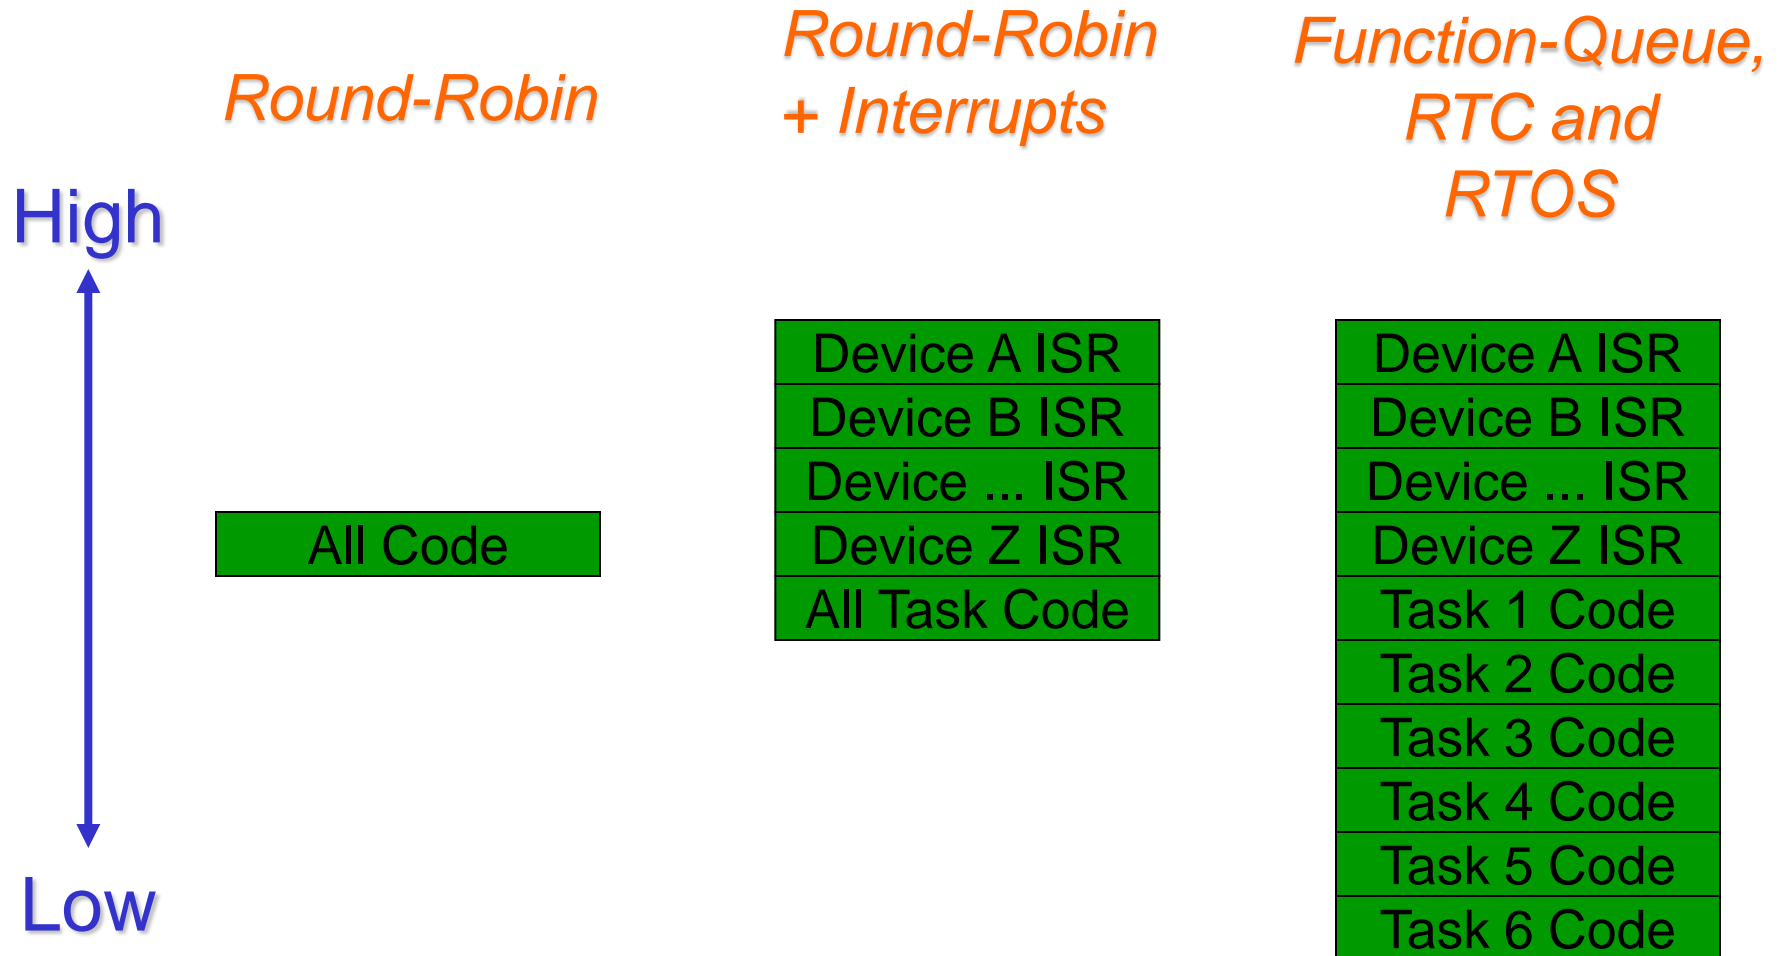 Round-Robin
Round-Robin
+ Interrupts
Function-Queue,
RTC and
RTOS
High
Low
All Code
Device A ISR
Device B ISR
Device ... ISR
Device Z ISR
All Task Code
Device A ISR
Device B ISR
Device ... ISR
Device Z ISR
Task 1 Code
Task 2 Code
Task 3 Code
Task 4 Code
Task 5 Code
Task 6 Code